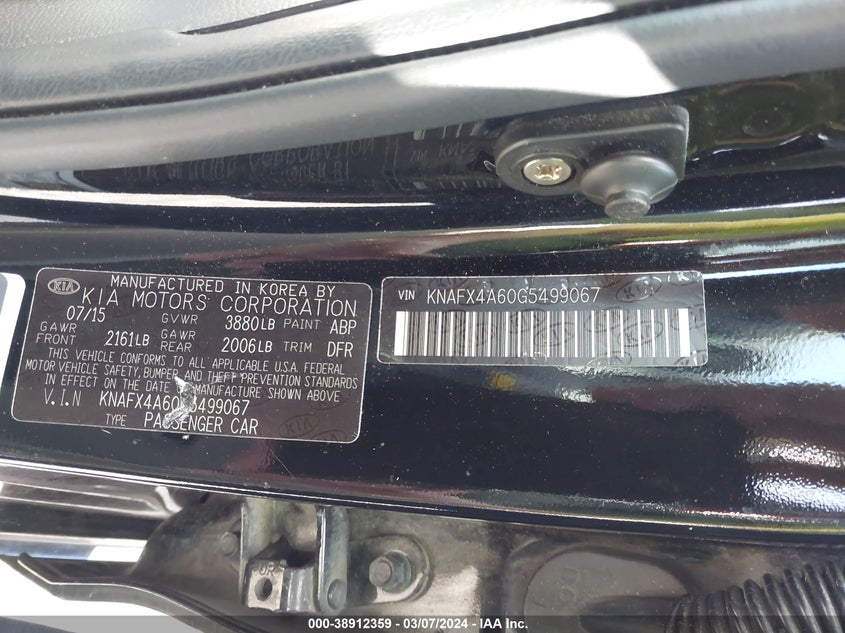 KIA
MANUFACTURED IN KOREA BY
KIA MOTORS CORPORATION
07/15 GVWR 3880LB PAINT ABP
GAWR FRONT 2161LB GAWR REAR 2006LB TRIM DFR
THIS VEHICLE CONFORMS TO ALL APPLICABLE U.S.A. FEDERAL
MOTOR VEHICLE SAFETY, BUMPER, AND THEFT PREVENTION STANDARDS
IN EFFECT ON THE DATE OF MANUFACTURE SHOWN ABOVE
V.I.N KNAFX4A60G5499067
TYPE PASSENGER CAR
VIN KNAFX4A60G5499067
000-38912359 - 03/07/2024 - IAA Inc.